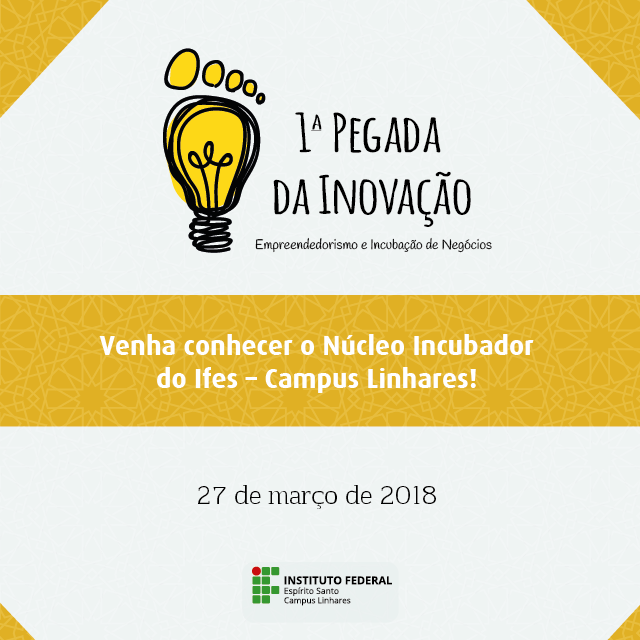 1ª Pegada
da Inovação
Empreendedorismo e Incubação de Negócios
Venha conhecer o Núcleo Incubador
do Ifes – Campus Linhares!
27 de março de 2018
INSTITUTO FEDERAL
Espírito Santo
Campus Linhares